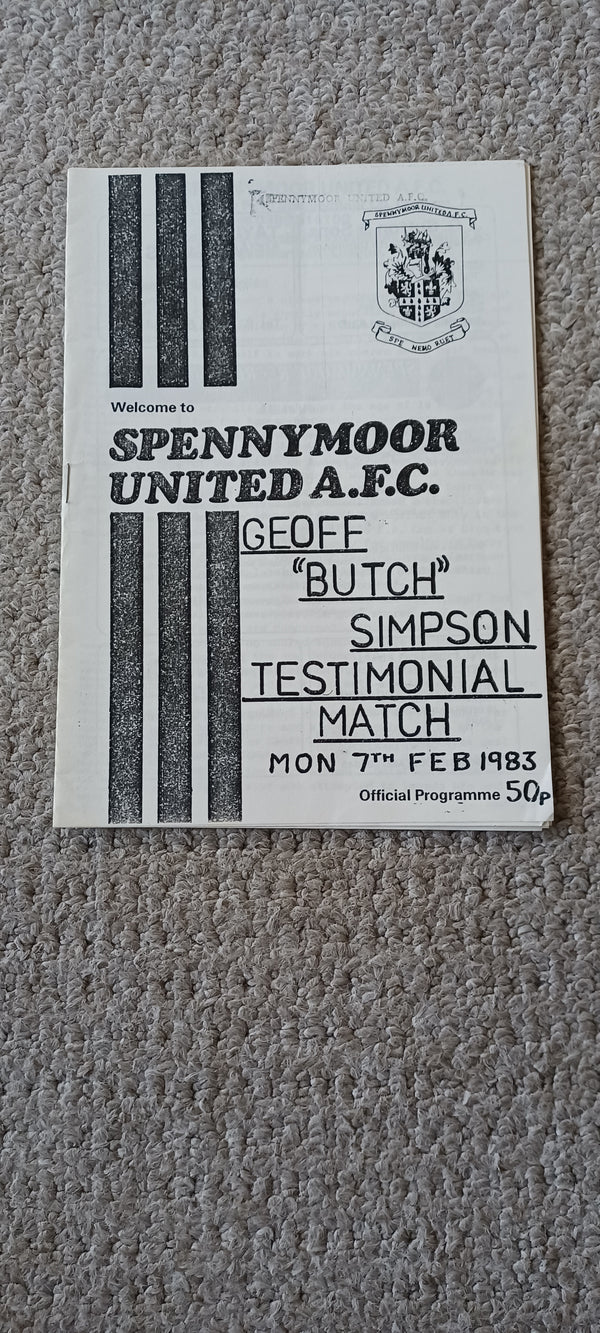 SPENNYMOOR UNITED A.F.C.
SPENNYMOOR UNITED A.F.C.
SPE NEMO RUET
Welcome to
SPENNYMOOR
UNITED A.F.C.
GEOFF
"BUTCH"
SIMPSON
TESTIMONIAL
MATCH
MON 7TH FEB 1983
Official Programme 50p